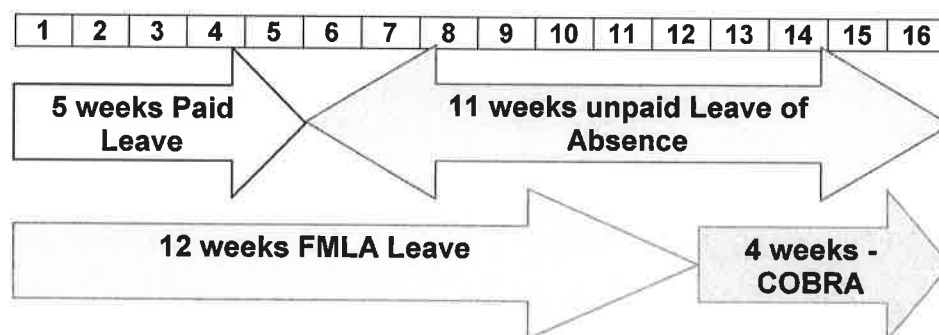 1 2 3 4 5 6 7 8 9 10 11 12 13 14 15 16
5 weeks Paid
Leave
11 weeks unpaid Leave of
Absence
12 weeks FMLA Leave
4 weeks -
COBRA